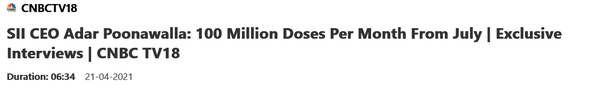 CNBCTV18
SII CEO Adar Poonawalla: 100 Million Doses Per Month From July | Exclusive
Interviews | CNBC TV18
Duration: 06:34 21-04-2021